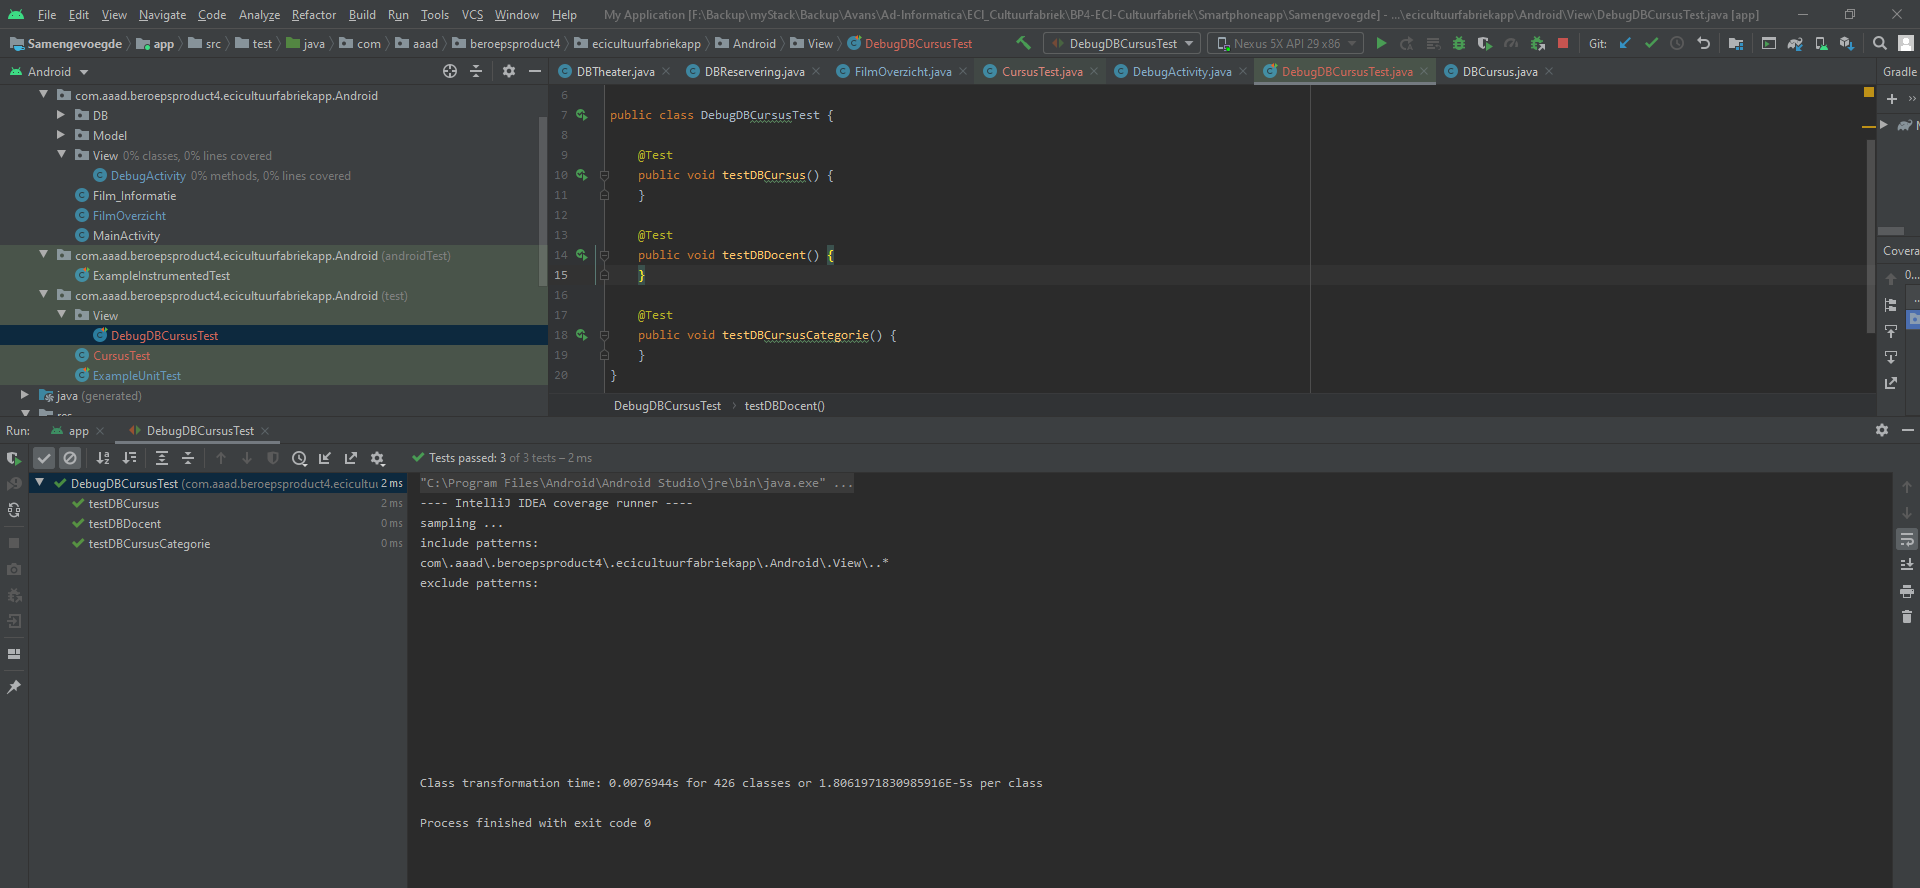 File Edit View Navigate Code Analyze Refactor Build Run Tools VCS Window Help My Application [F:\Backup\myStack\Backup\Avans\Ad-Informatica\ECI_Cultuurfabriek\BP4-ECI-Cultuurfabriek\Smartphoneapp\Samengevoegde] - ...\ecicultuurfabriekapp\Android\View\DebugDBCursusTest.java [app]
Samengevoegde app src test java com aaad beroepsproduct4 ecicultuurfabriekapp Android View DebugDBCursusTest DebugDBCursusTest Nexus 5X API 29 x86 Git:
Android DBTheater.java DBReservering.java FilmOverzicht.java CursusTest.java DebugActivity.java DebugDBCursusTest.java DBCursus.java Gradle
com.aaad.beroepsproduct4.ecicultuurfabriekapp.Android
DB
Model
View 0% classes, 0% lines covered
DebugActivity 0% methods, 0% lines covered
Film_Informatie
FilmOverzicht
MainActivity
com.aaad.beroepsproduct4.ecicultuurfabriekapp.Android (androidTest)
ExampleInstrumentedTest
com.aaad.beroepsproduct4.ecicultuurfabriekapp.Android (test)
View
DebugDBCursusTest
CursusTest
ExampleUnitTest
java (generated)
res
6
7 public class DebugDBCursusTest {
8
9 @Test
10 public void testDBCursus() {
11 }
12
13 @Test
14 public void testDBDocent() {
15 }
16
17 @Test
18 public void testDBCursusCategorie() {
19 }
20 }
DebugDBCursusTest testDBDocent()
Covera
0...
Run: app DebugDBCursusTest
Tests passed: 3 of 3 tests – 2 ms
DebugDBCursusTest (com.aaad.beroepsproduct4.ecicultu 2 ms
testDBCursus 2 ms
testDBDocent 0 ms
testDBCursusCategorie 0 ms
"C:\Program Files\Android\Android Studio\jre\bin\java.exe" ...
---- IntelliJ IDEA coverage runner ----
sampling ...
include patterns:
com\.aaad\.beroepsproduct4\.ecicultuurfabriekapp\.Android\.View\..*
exclude patterns:
Class transformation time: 0.0076944s for 426 classes or 1.8061971830985916E-5s per class
Process finished with exit code 0